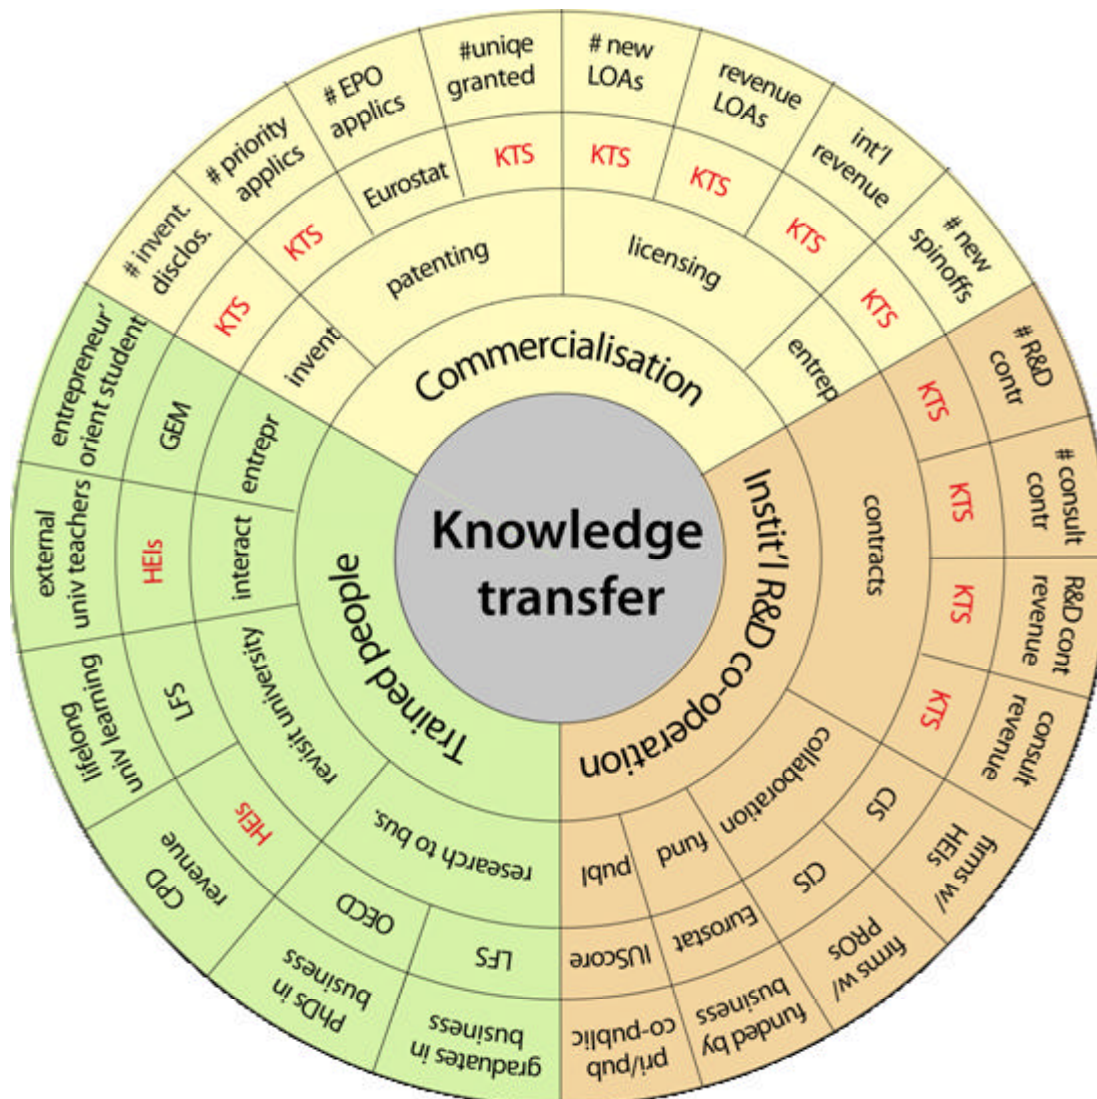 Knowledge
transfer
Commercialisation
invent
patenting
licensing
entrep
KTS
KTS
Eurostat
KTS
KTS
KTS
KTS
KTS
# invent.
disclos.
# priority
applics
# EPO
applics
#uniqe
granted
# new
LOAs
revenue
LOAs
int'l
revenue
# new
spinoffs
Instit'l R&D co-operation
contracts
collaboration
fund
publ
KTS
KTS
KTS
KTS
CIS
CIS
Eurostat
IUScore
# R&D
contr
# consult
contr
R&D cont
revenue
consult
revenue
firms w/
HEIs
firms w/
PROs
funded by
business
pri/pub
co-public
Trained people
research to bus.
revisit university
interact
entrepr
LFS
OECD
HEIs
LFS
HEIs
GEM
graduates in
business
PhDs in
business
CPD
revenue
lifelong
univ learning
external
univ teachers
entrepreneur'
orient student